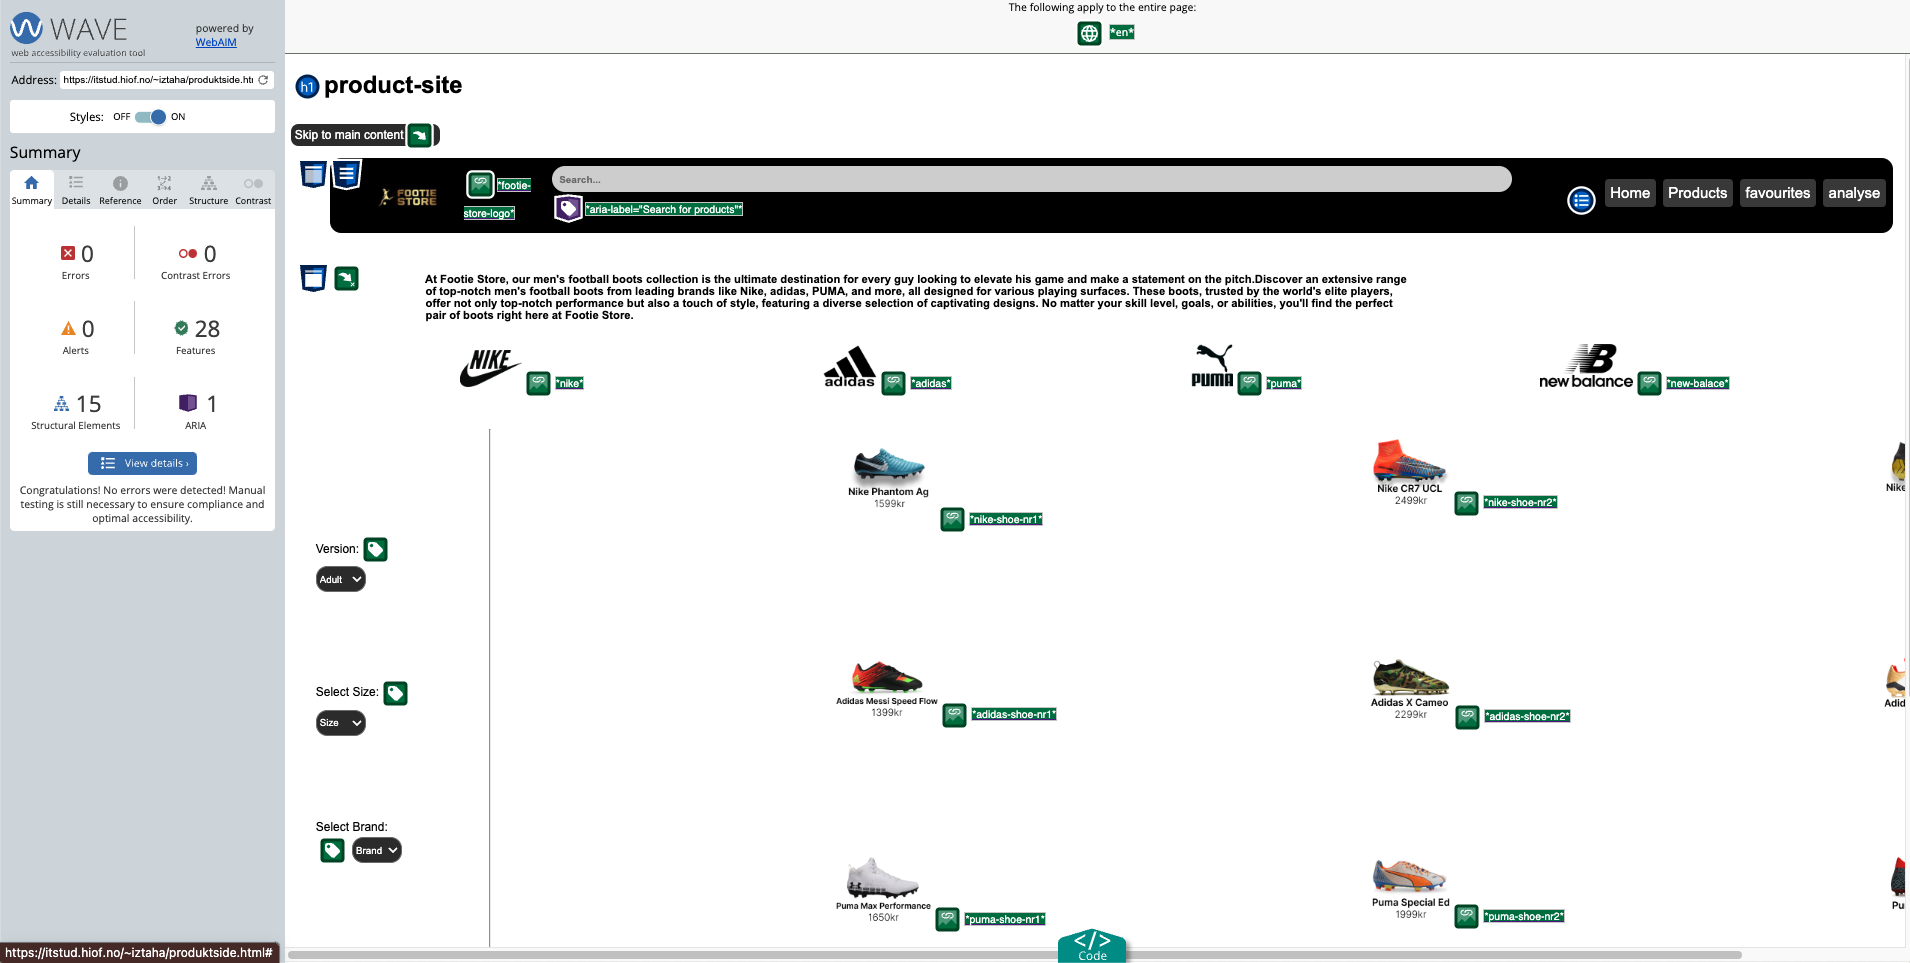 WAVE
web accessibility evaluation tool
powered by
WebAIM
Address: https://itstud.hiof.no/~iztaha/produktside.html
Styles: OFF ON
Summary
Summary Details Reference Order Structure Contrast
0
Errors
0
Contrast Errors
0
Alerts
28
Features
15
Structural Elements
1
ARIA
View details ›
Congratulations! No errors were detected! Manual
testing is still necessary to ensure compliance and
optimal accessibility.
https://itstud.hiof.no/~iztaha/produktside.html#
The following apply to the entire page:
*en*
h1 product-site
Skip to main content
FOOTIE
STORE
*footie-
store-logo*
Search...
*aria-label="Search for products"*
Home Products favourites analyse
At Footie Store, our men's football boots collection is the ultimate destination for every guy looking to elevate his game and make a statement on the pitch.Discover an extensive range
of top-notch men's football boots from leading brands like Nike, adidas, PUMA, and more, all designed for various playing surfaces. These boots, trusted by the world's elite players,
offer not only top-notch performance but also a touch of style, featuring a diverse selection of captivating designs. No matter your skill level, goals, or abilities, you'll find the perfect
pair of boots right here at Footie Store.
NIKE *nike*
adidas *adidas*
PUMA *puma*
new balance *new-balace*
Version:
Adult
Select Size:
Size
Select Brand:
Brand
Nike Phantom Ag
1599kr
*nike-shoe-nr1*
Nike CR7 UCL
2499kr
*nike-shoe-nr2*
Nike
Adidas Messi Speed Flow
1399kr
*adidas-shoe-nr1*
Adidas X Cameo
2299kr
*adidas-shoe-nr2*
Adid
Puma Max Performance
1650kr
*puma-shoe-nr1*
Puma Special Ed
1999kr
*puma-shoe-nr2*
Pu
</>
Code